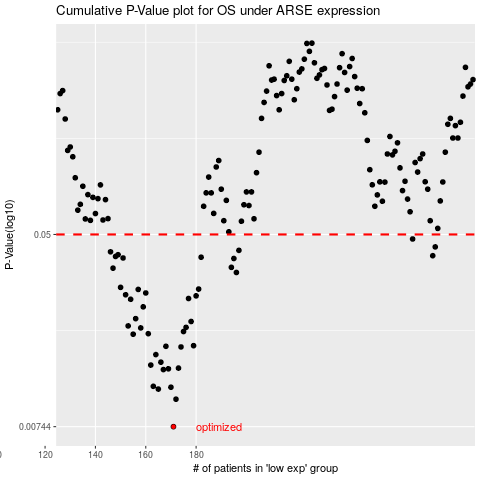 Cumulative P-Value plot for OS under ARSE expression
P-Value(log10)
0.05
0.00744
optimized
0
120
140
160
180
# of patients in 'low exp' group